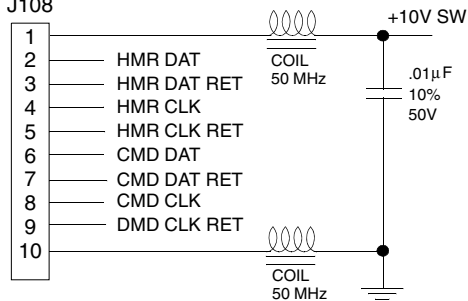 J108
+10V SW
1
2 HMR DAT
3 HMR DAT RET
4 HMR CLK
5 HMR CLK RET
6 CMD DAT
7 CMD DAT RET
8 CMD CLK
9 DMD CLK RET
10
COIL
50 MHz
.01µF
10%
50V
COIL
50 MHz